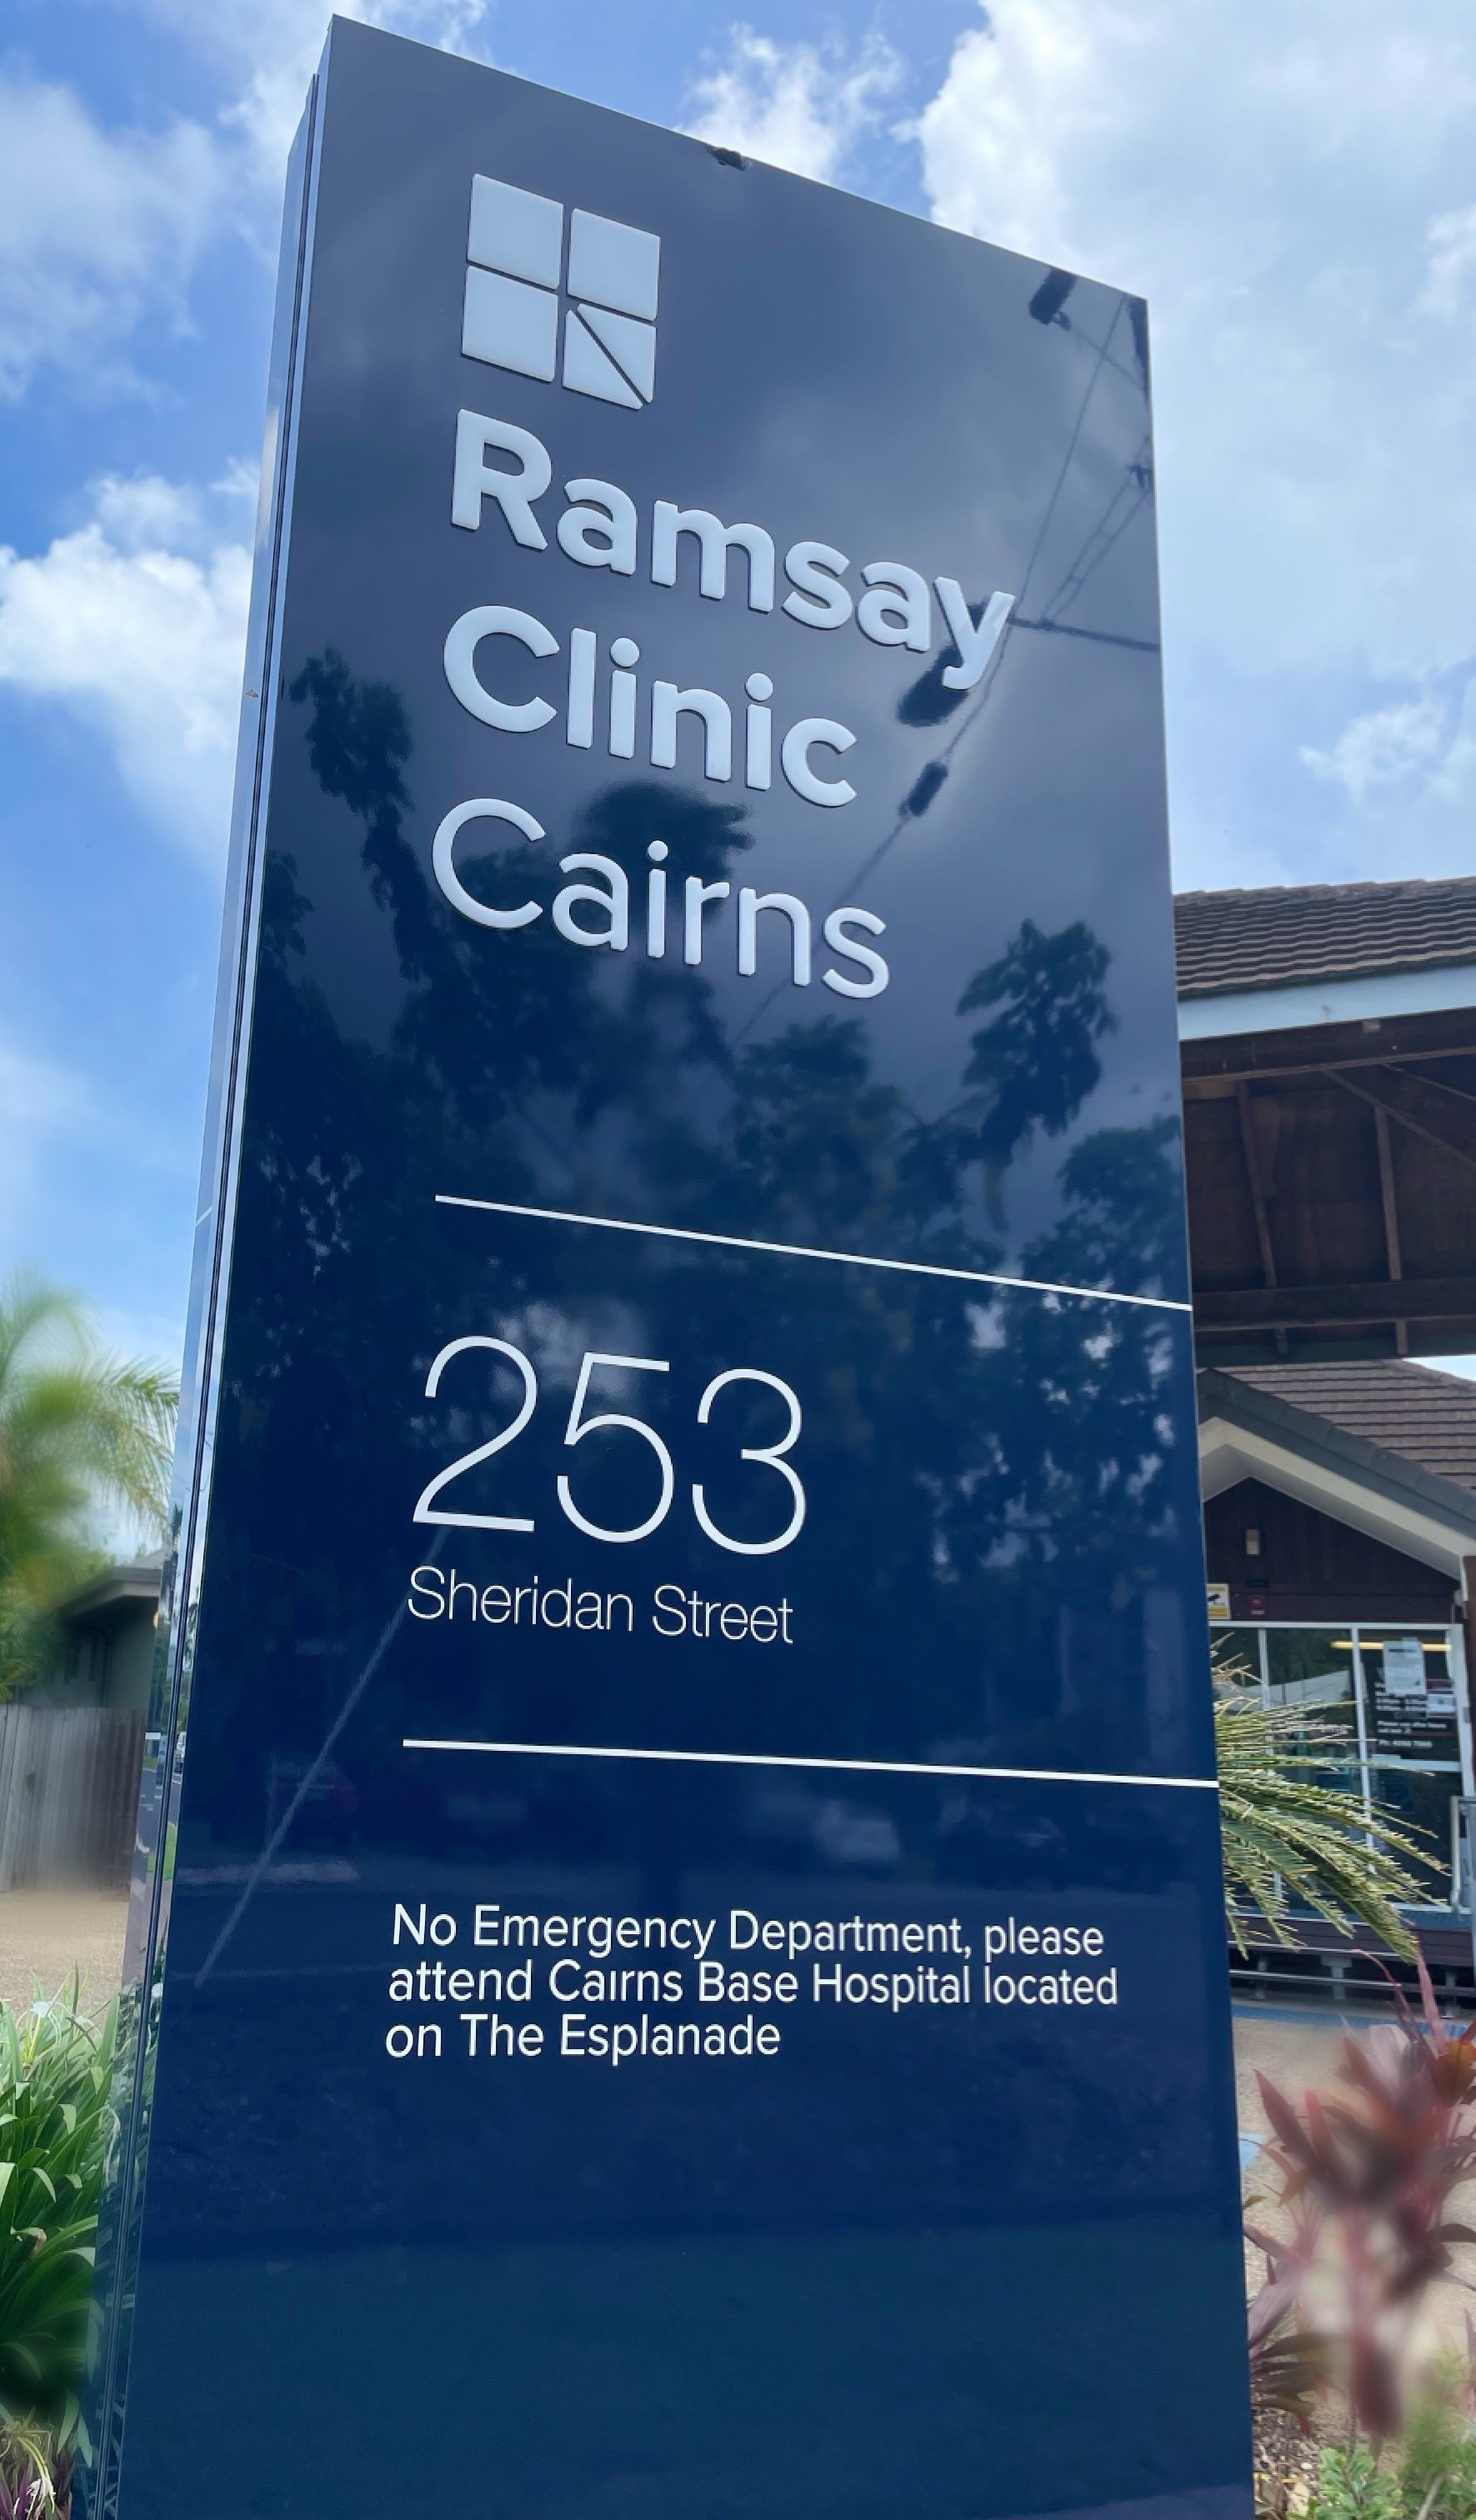 Ramsay
Clinic
Cairns
253
Sheridan Street
No Emergency Department, please
attend Cairns Base Hospital located
on The Esplanade